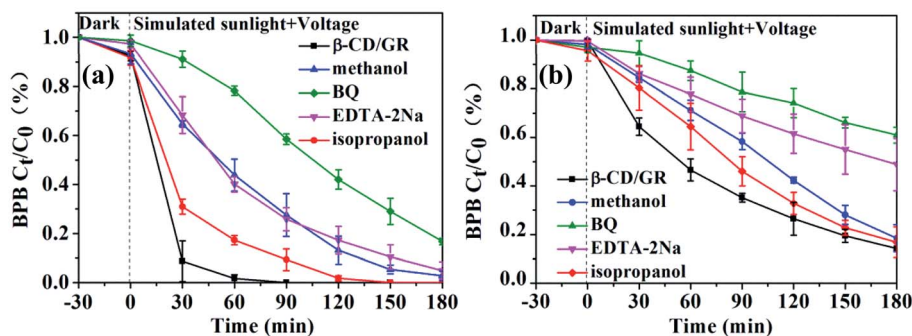 Dark
Simulated sunlight+Voltage
(a)
β-CD/GR
methanol
BQ
EDTA-2Na
isopropanol
BPB Ct/C0 (%)
1.0
0.8
0.6
0.4
0.2
0.0
-30 0 30 60 90 120 150 180
Time (min)
Dark
Simulated sunlight+Voltage
(b)
β-CD/GR
methanol
BQ
EDTA-2Na
isopropanol
BPB Ct/C0 (%)
1.0
0.8
0.6
0.4
0.2
0.0
-30 0 30 60 90 120 150 180
Time (min)